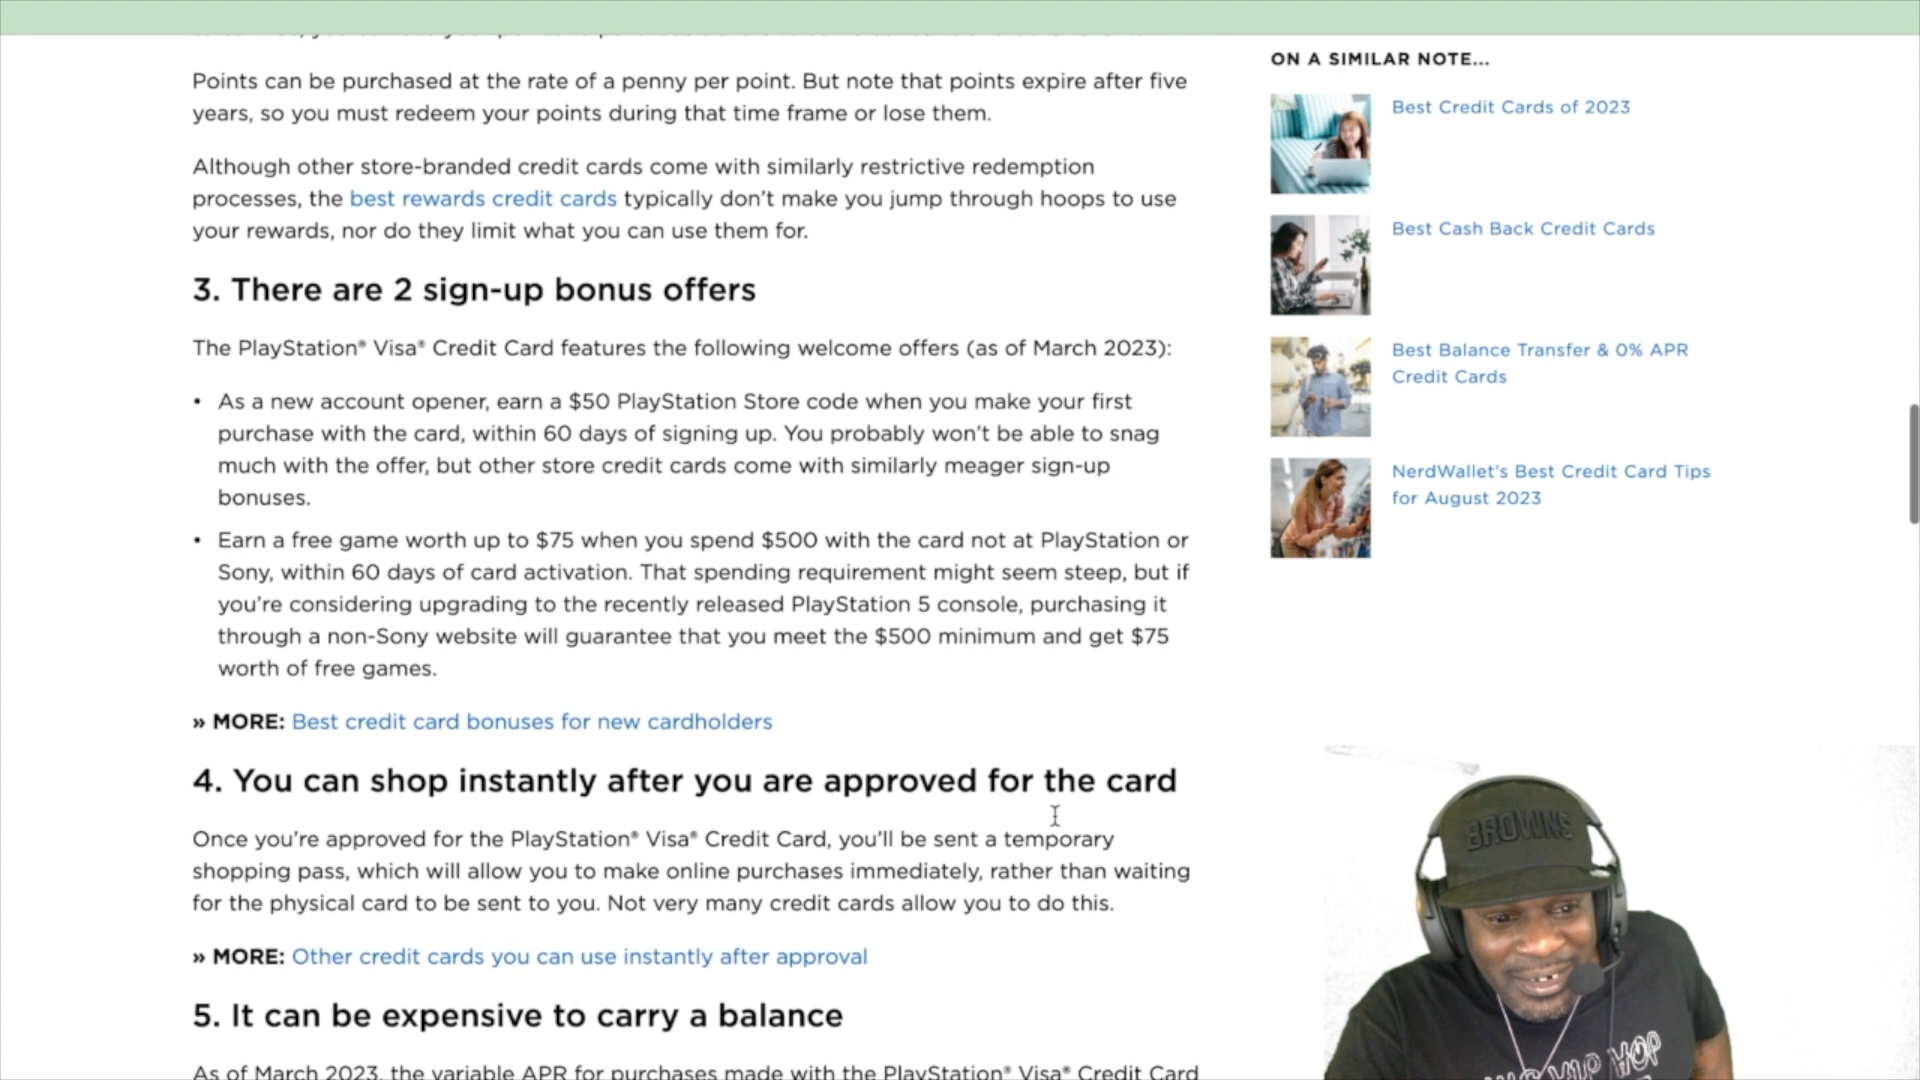 Points can be purchased at the rate of a penny per point. But note that points expire after five
years, so you must redeem your points during that time frame or lose them.
Although other store-branded credit cards come with similarly restrictive redemption
processes, the best rewards credit cards typically don’t make you jump through hoops to use
your rewards, nor do they limit what you can use them for.
3. There are 2 sign-up bonus offers
The PlayStation® Visa® Credit Card features the following welcome offers (as of March 2023):
• As a new account opener, earn a $50 PlayStation Store code when you make your first
purchase with the card, within 60 days of signing up. You probably won’t be able to snag
much with the offer, but other store credit cards come with similarly meager sign-up
bonuses.
• Earn a free game worth up to $75 when you spend $500 with the card not at PlayStation or
Sony, within 60 days of card activation. That spending requirement might seem steep, but if
you’re considering upgrading to the recently released PlayStation 5 console, purchasing it
through a non-Sony website will guarantee that you meet the $500 minimum and get $75
worth of free games.
» MORE: Best credit card bonuses for new cardholders
4. You can shop instantly after you are approved for the card
Once you’re approved for the PlayStation® Visa® Credit Card, you’ll be sent a temporary
shopping pass, which will allow you to make online purchases immediately, rather than waiting
for the physical card to be sent to you. Not very many credit cards allow you to do this.
» MORE: Other credit cards you can use instantly after approval
5. It can be expensive to carry a balance
As of March 2023, the variable APR for purchases made with the PlayStation® Visa® Credit Card
ON A SIMILAR NOTE...
Best Credit Cards of 2023
Best Cash Back Credit Cards
Best Balance Transfer & 0% APR
Credit Cards
NerdWallet’s Best Credit Card Tips
for August 2023
BROWNS
HIP HOP